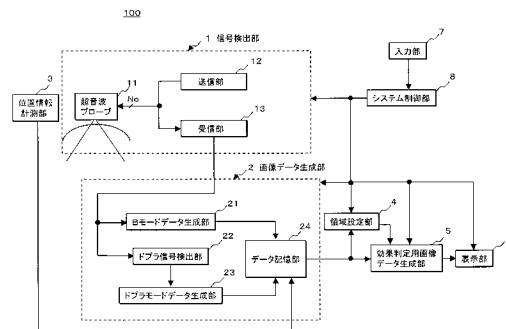 100
1 信号検出部
7
入力部
3
位置情報
計測部
11
超音波
プローブ
Ne
12
送信部
13
受信部
8
システム制御部
2 画像データ生成部
21
Bモードデータ生成部
22
ドプラ信号検出部
23
ドプラモードデータ生成部
24
データ記憶部
4
領域設定部
5
効果判定用画像
データ生成部
表示部